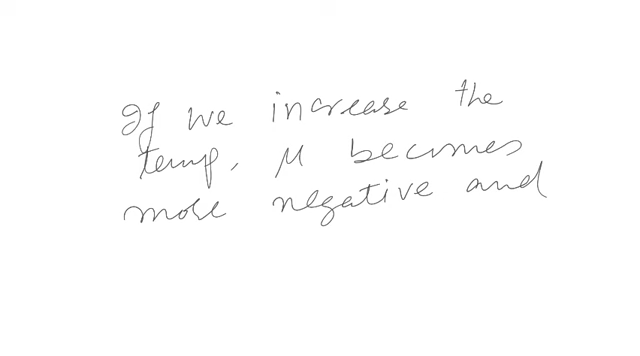 If we increase the
temp, μ becomes
more negative and